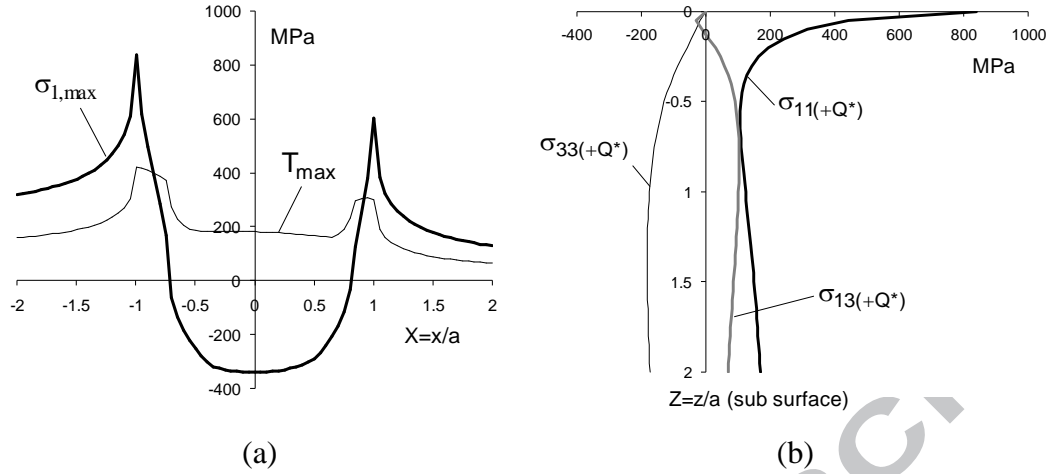 1000
MPa
800
600
400
200
0
-200
-400
-2
-1.5
-1
-0.5
0
0.5
1
1.5
2
X=x/a
σ1,max
Tmax
(a)
-400
-200
0
200
400
600
800
1000
MPa
0
-0.5
1
1.5
2
σ11(+Q*)
σ33(+Q*)
σ13(+Q*)
Z=z/a (sub surface)
(b)